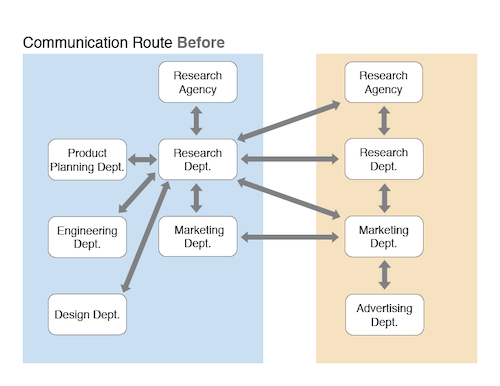 Communication Route Before
Research
Agency
Research
Agency
Product
Planning Dept.
Research
Dept.
Research
Dept.
Engineering
Dept.
Marketing
Dept.
Marketing
Dept.
Design Dept.
Advertising
Dept.